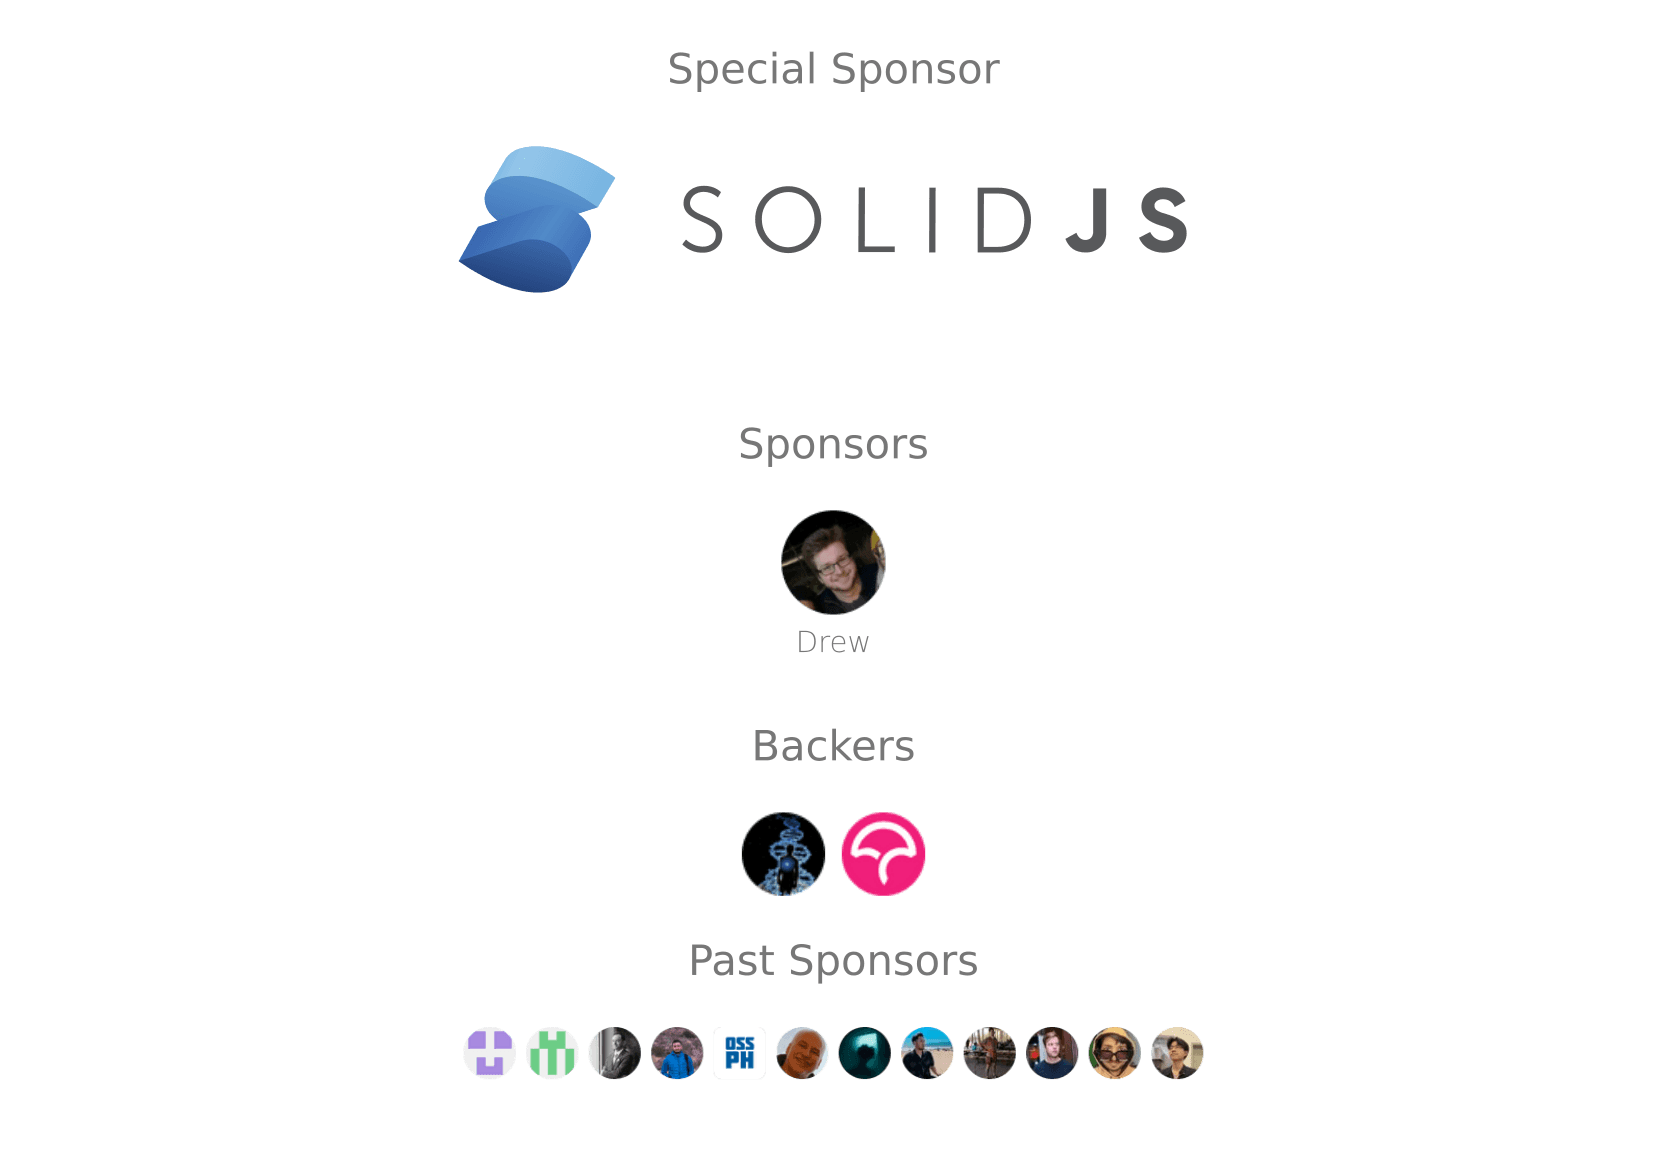 Special Sponsor
SOLIDJS
Sponsors
Drew
Backers
Past Sponsors
OSS
PH